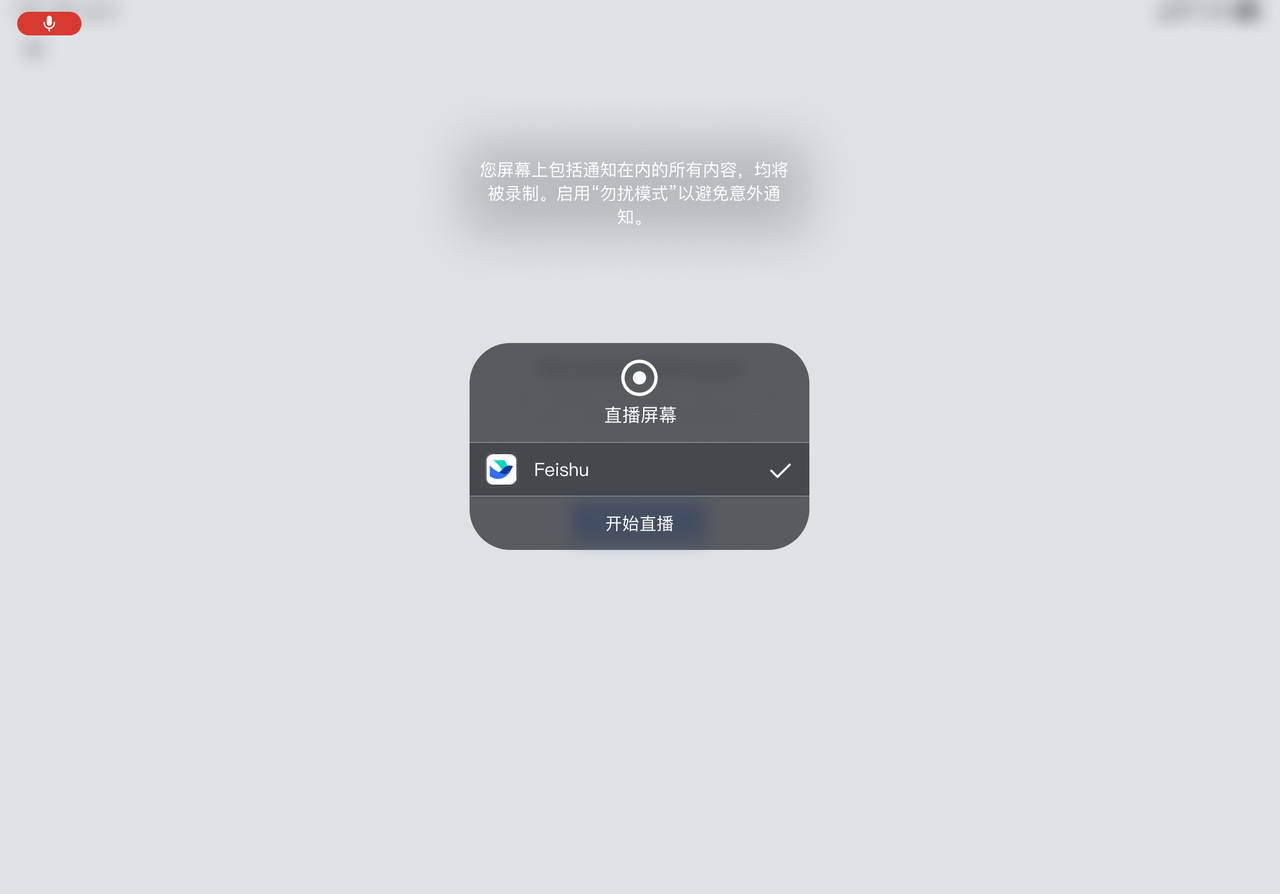 您屏幕上包括通知在内的所有内容，均将
被录制。启用“勿扰模式”以避免意外通
知。
直播屏幕
Feishu
开始直播